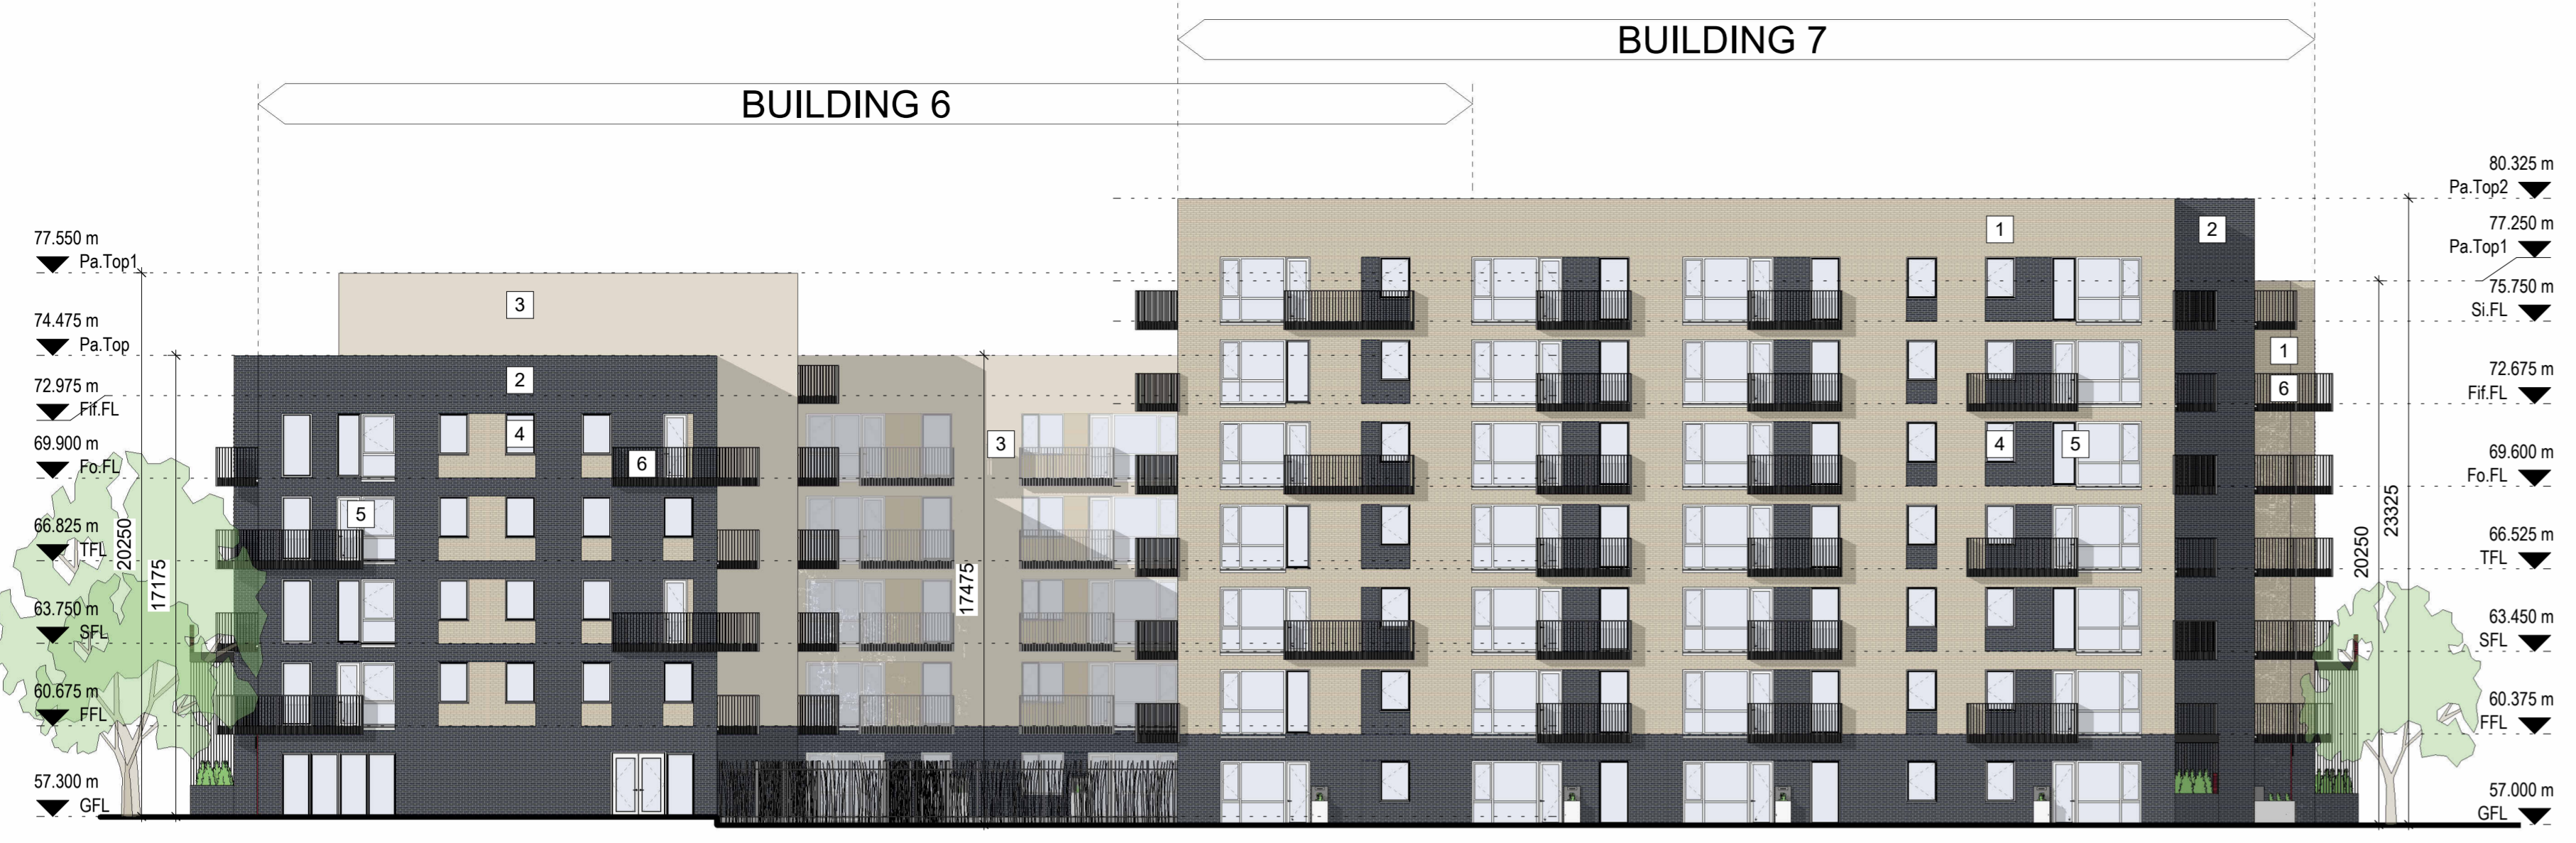 BUILDING 7
BUILDING 6
77.550 m
Pa.Top1
74.475 m
Pa.Top
72.975 m
Fif.FL
69.900 m
Fo.FL
66.825 m
TFL
63.750 m
SFL
60.675 m
FFL
57.300 m
GFL
20250
17175
3
2
4
6
5
17475
3
1
2
4
5
1
6
20250
23325
80.325 m
Pa.Top2
77.250 m
Pa.Top1
75.750 m
Si.FL
72.675 m
Fif.FL
69.600 m
Fo.FL
66.525 m
TFL
63.450 m
SFL
60.375 m
FFL
57.000 m
GFL